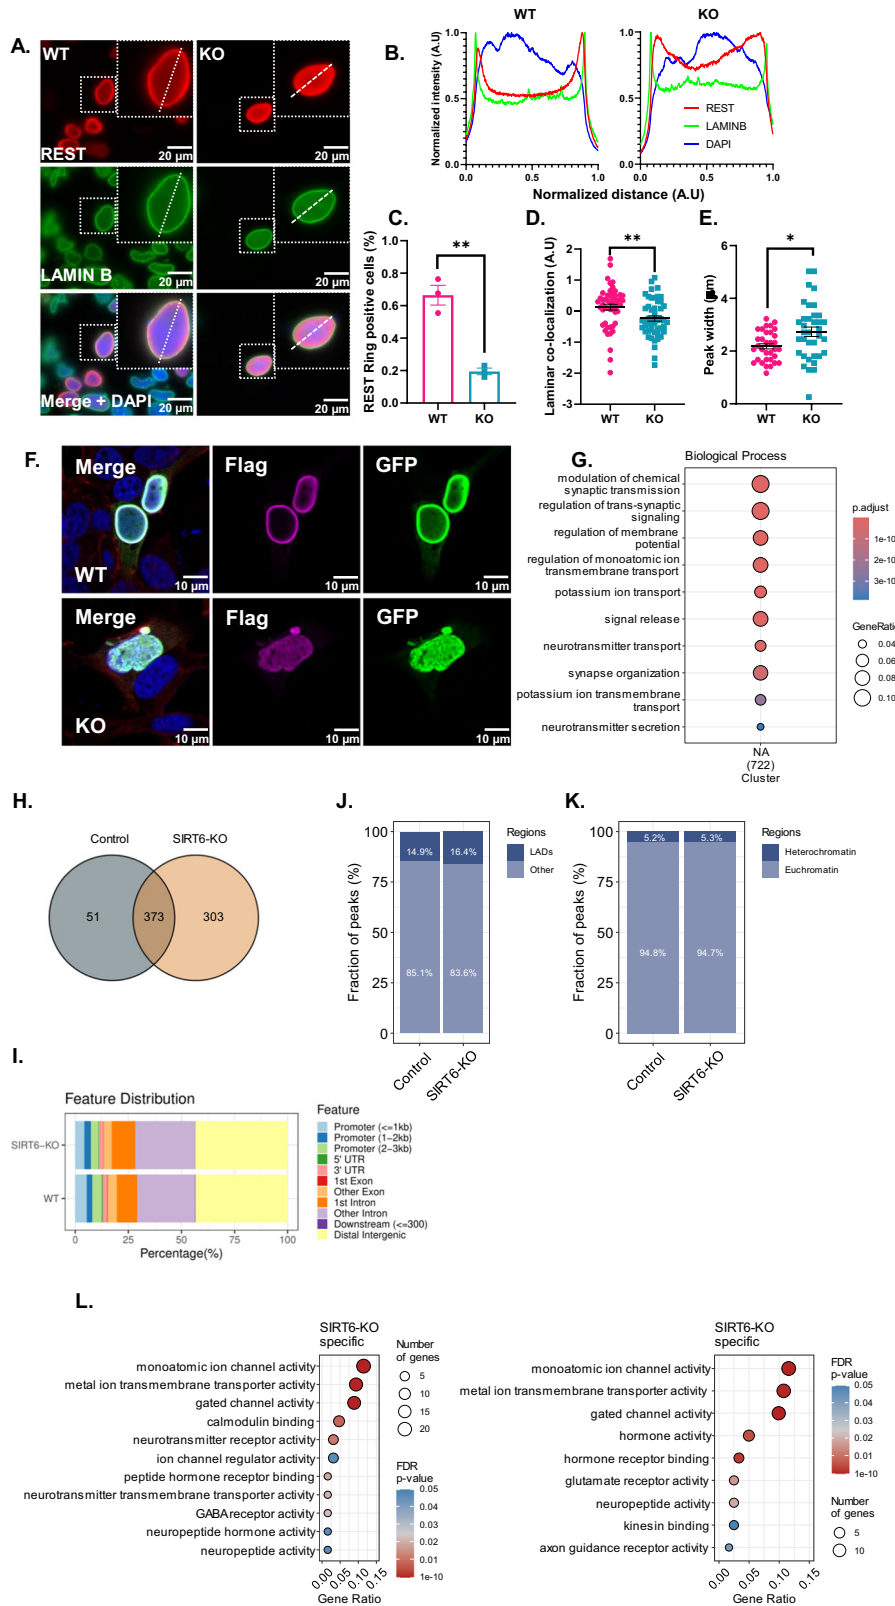 A.
WT
KO
REST
20 µm
20 µm
LAMIN B
20 µm
20 µm
Merge + DAPI
20 µm
20 µm
B.
WT
KO
Normalized intensity (A.U)
1.0
0.5
0.0
0.0
0.5
1.0
1.0
0.5
0.0
0.0
0.5
1.0
REST
LAMINB
DAPI
Normalized distance (A.U)
C.
REST Ring positive cells (%)
1.0
0.8
0.6
0.4
0.2
0.0
**
WT
KO
D.
Laminar co-localization (A.U)
2
1
0
-1
-2
-3
**
WT
KO
E.
Peak width (m)
6
4
2
0
*
WT
KO
F.
Merge
Flag
GFP
WT
10 µm
10 µm
10 µm
Merge
Flag
GFP
KO
10 µm
10 µm
10 µm
G.
Biological Process
modulation of chemical
synaptic transmission
regulation of trans-synaptic
signaling
regulation of membrane
potential
regulation of monoatomic ion
transmembrane transport
potassium ion transport
signal release
neurotransmitter transport
synapse organization
potassium ion transmembrane
transport
neurotransmitter secretion
NA
(722)
Cluster
p.adjust
1e-10
2e-10
3e-10
GeneRatio
0.04
0.06
0.08
0.10
H.
Control
SIRT6-KO
51
373
303
I.
Feature Distribution
SIRT6-KO
WT
0
25
50
75
100
Percentage(%)
Feature
Promoter (<=1kb)
Promoter (1-2kb)
Promoter (2-3kb)
5' UTR
3' UTR
1st Exon
Other Exon
1st Intron
Other Intron
Downstream (<=300)
Distal Intergenic
J.
Fraction of peaks (%)
100
75
50
25
0
14.9%
16.4%
85.1%
83.6%
Control
SIRT6-KO
Regions
LADs
Other
K.
Fraction of peaks (%)
100
75
50
25
0
5.2%
5.3%
94.8%
94.7%
Control
SIRT6-KO
Regions
Heterochromatin
Euchromatin
L.
SIRT6-KO
specific
monoatomic ion channel activity
metal ion transmembrane transporter activity
gated channel activity
calmodulin binding
neurotransmitter receptor activity
ion channel regulator activity
peptide hormone receptor binding
neurotransmitter transmembrane transporter activity
GABA receptor activity
neuropeptide hormone activity
neuropeptide activity
0.00
0.05
0.10
0.15
Gene Ratio
Number
of genes
5
10
15
20
FDR
p-value
0.05
0.04
0.03
0.02
0.01
1e-10
SIRT6-KO
specific
monoatomic ion channel activity
metal ion transmembrane transporter activity
gated channel activity
hormone activity
hormone receptor binding
glutamate receptor activity
neuropeptide activity
kinesin binding
axon guidance receptor activity
0.00
0.05
0.10
0.15
Gene Ratio
FDR
p-value
0.05
0.04
0.03
0.02
0.01
1e-10
Number
of genes
5
10